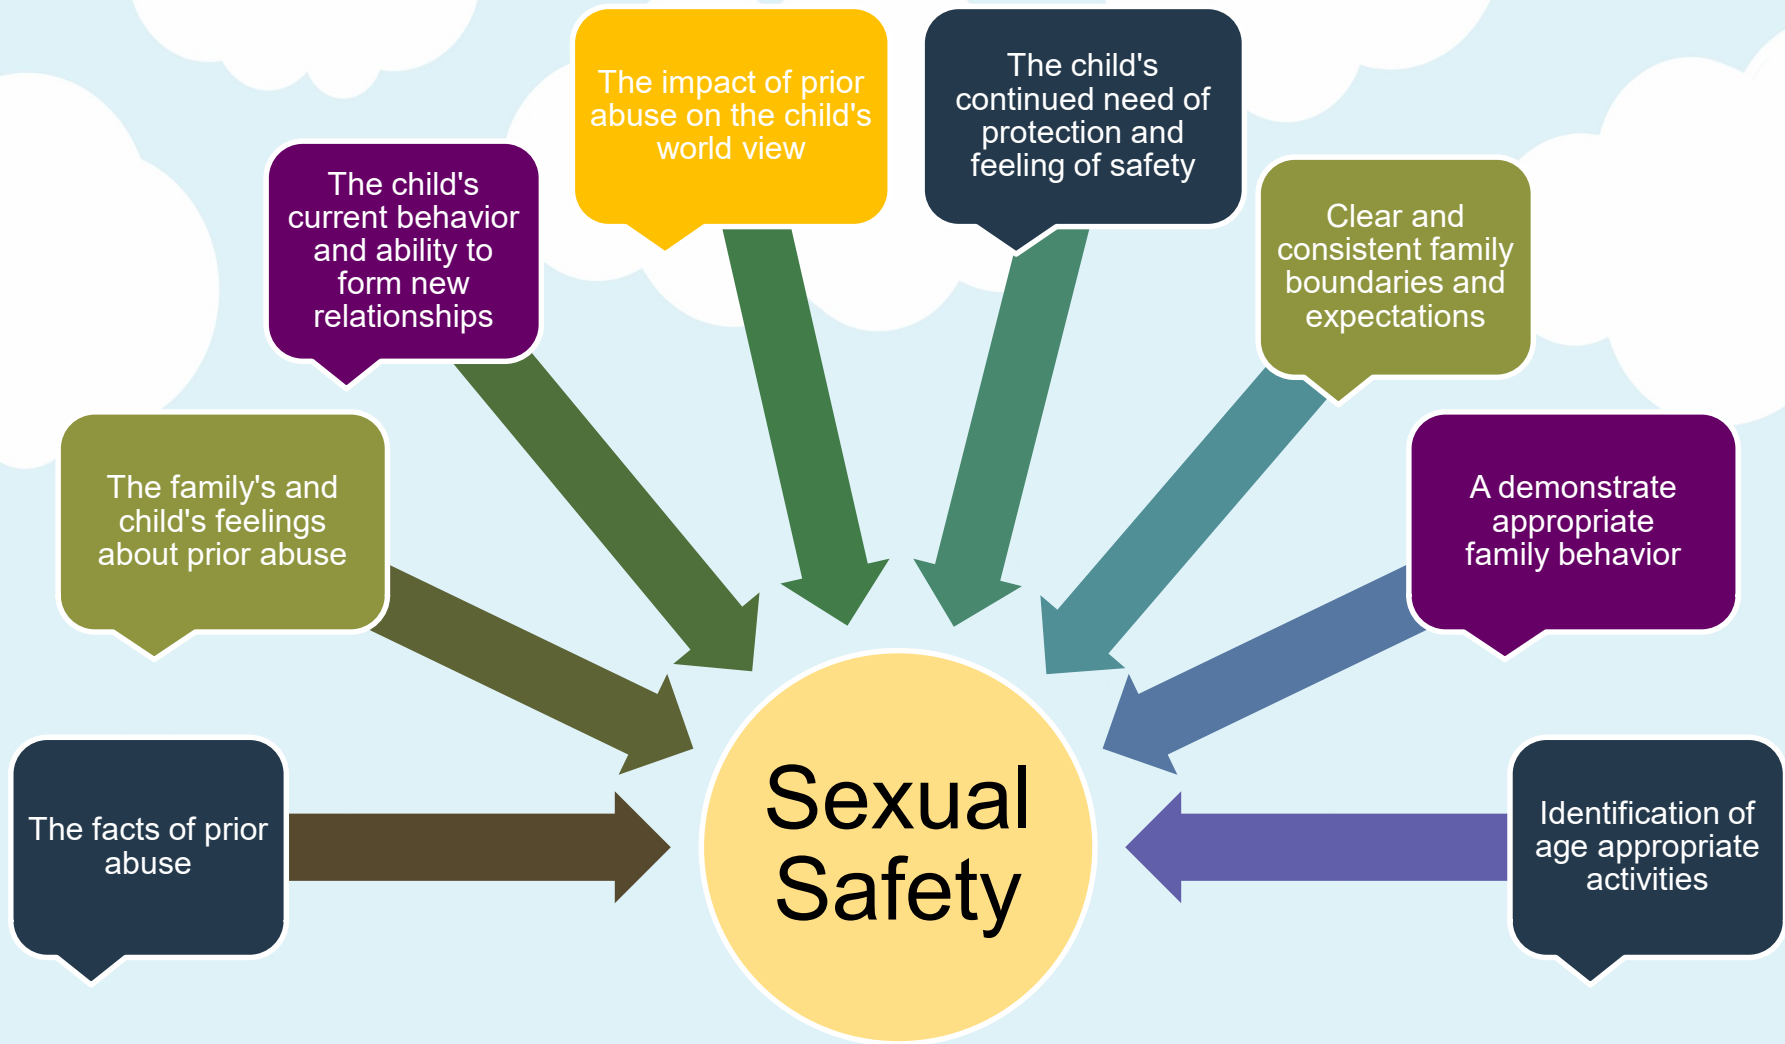 The facts of prior
abuse
The family's and
child's feelings
about prior abuse
The child's
current behavior
and ability to
form new
relationships
The impact of prior
abuse on the child's
world view
The child's
continued need of
protection and
feeling of safety
Clear and
consistent family
boundaries and
expectations
A demonstrate
appropriate
family behavior
Identification of
age appropriate
activities
Sexual
Safety